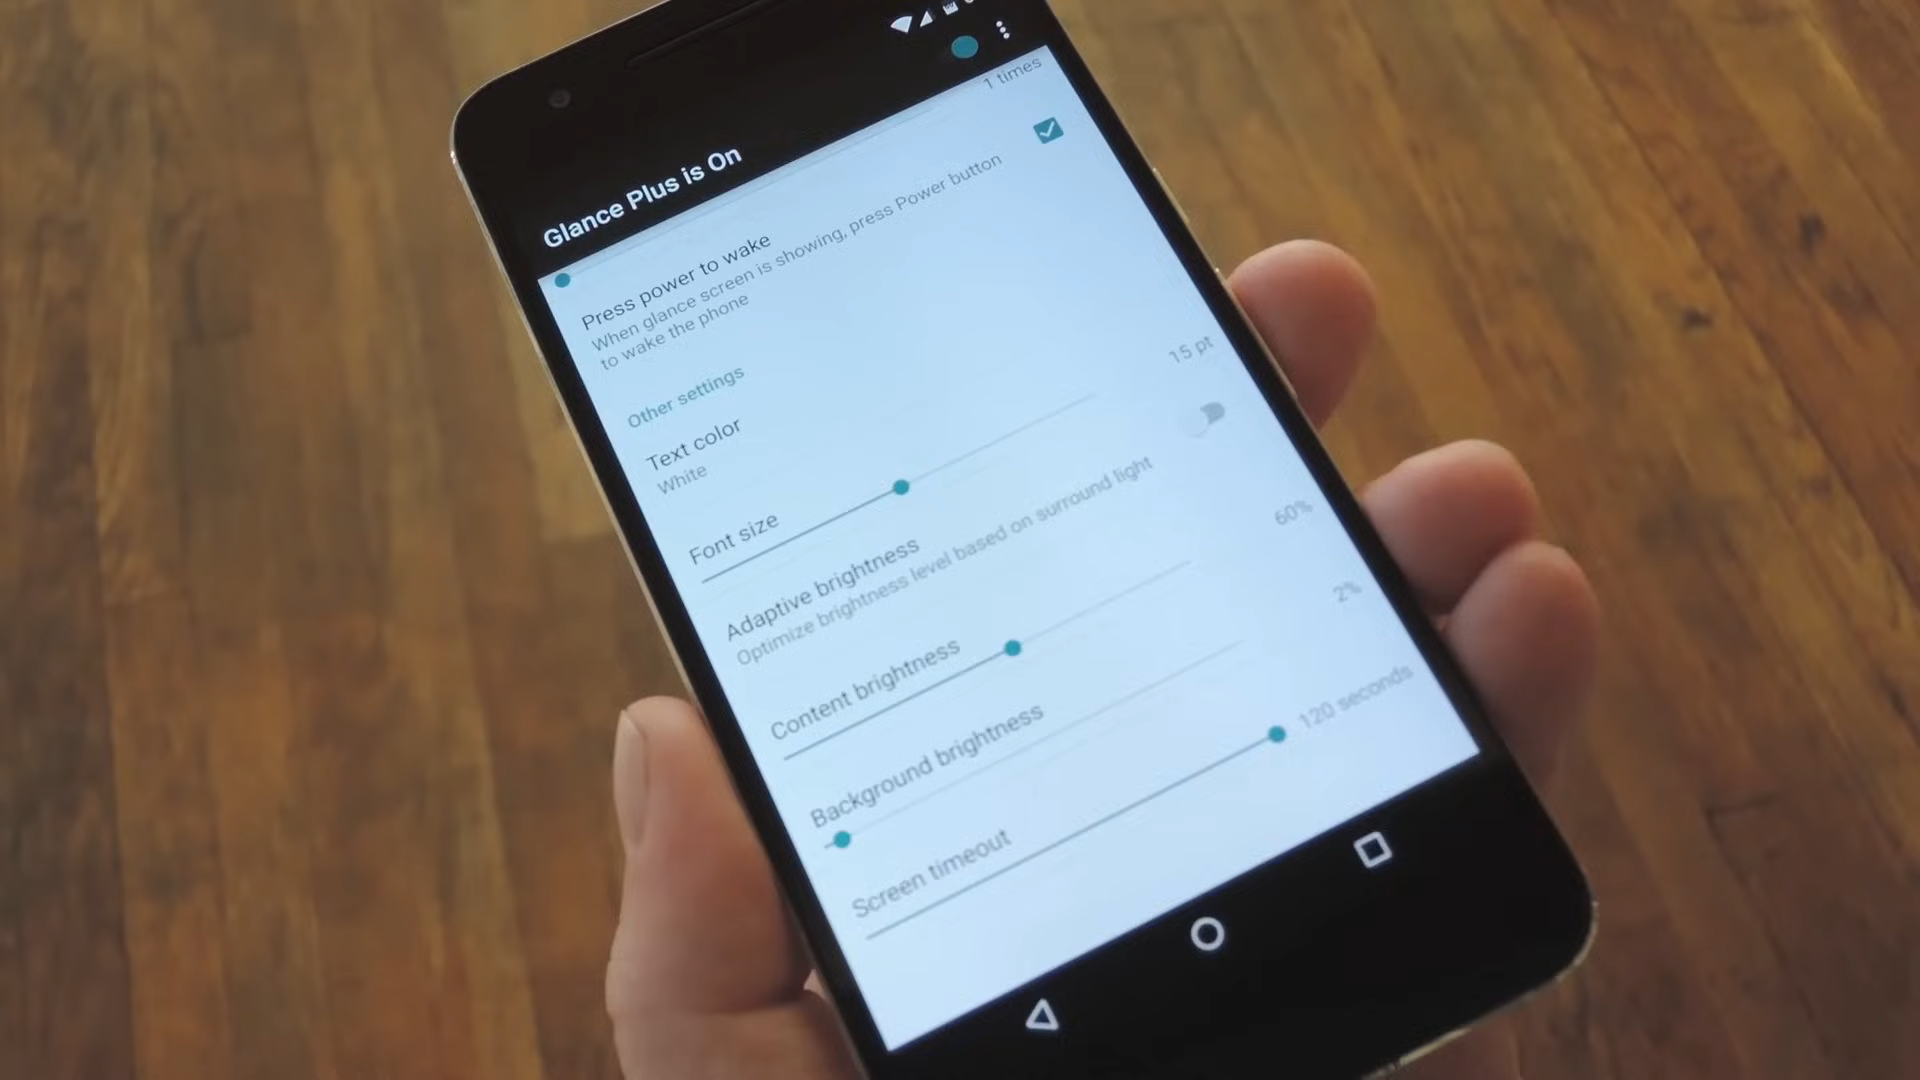 Glance Plus is On
1 times
Press power to wake
When glance screen is showing, press Power button
to wake the phone
Other settings
Text color
White
Font size
15 pt
Adaptive brightness
Optimize brightness level based on surround light
Content brightness
60%
Background brightness
2%
Screen timeout
120 seconds